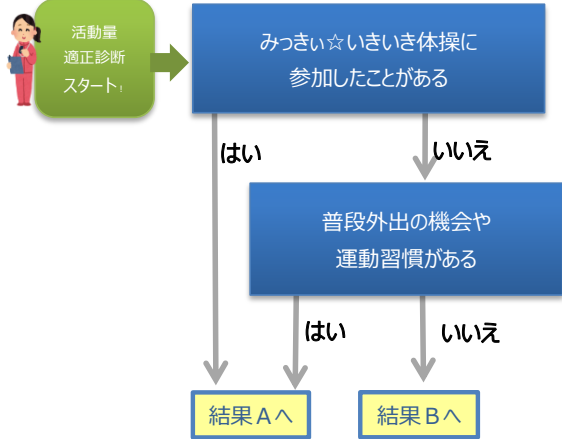 活動量
適正診断
スタート!
みっきぃ☆いきいき体操に
参加したことがある
はい
いいえ
普段外出の機会や
運動習慣がある
はい
いいえ
結果Aへ
結果Bへ